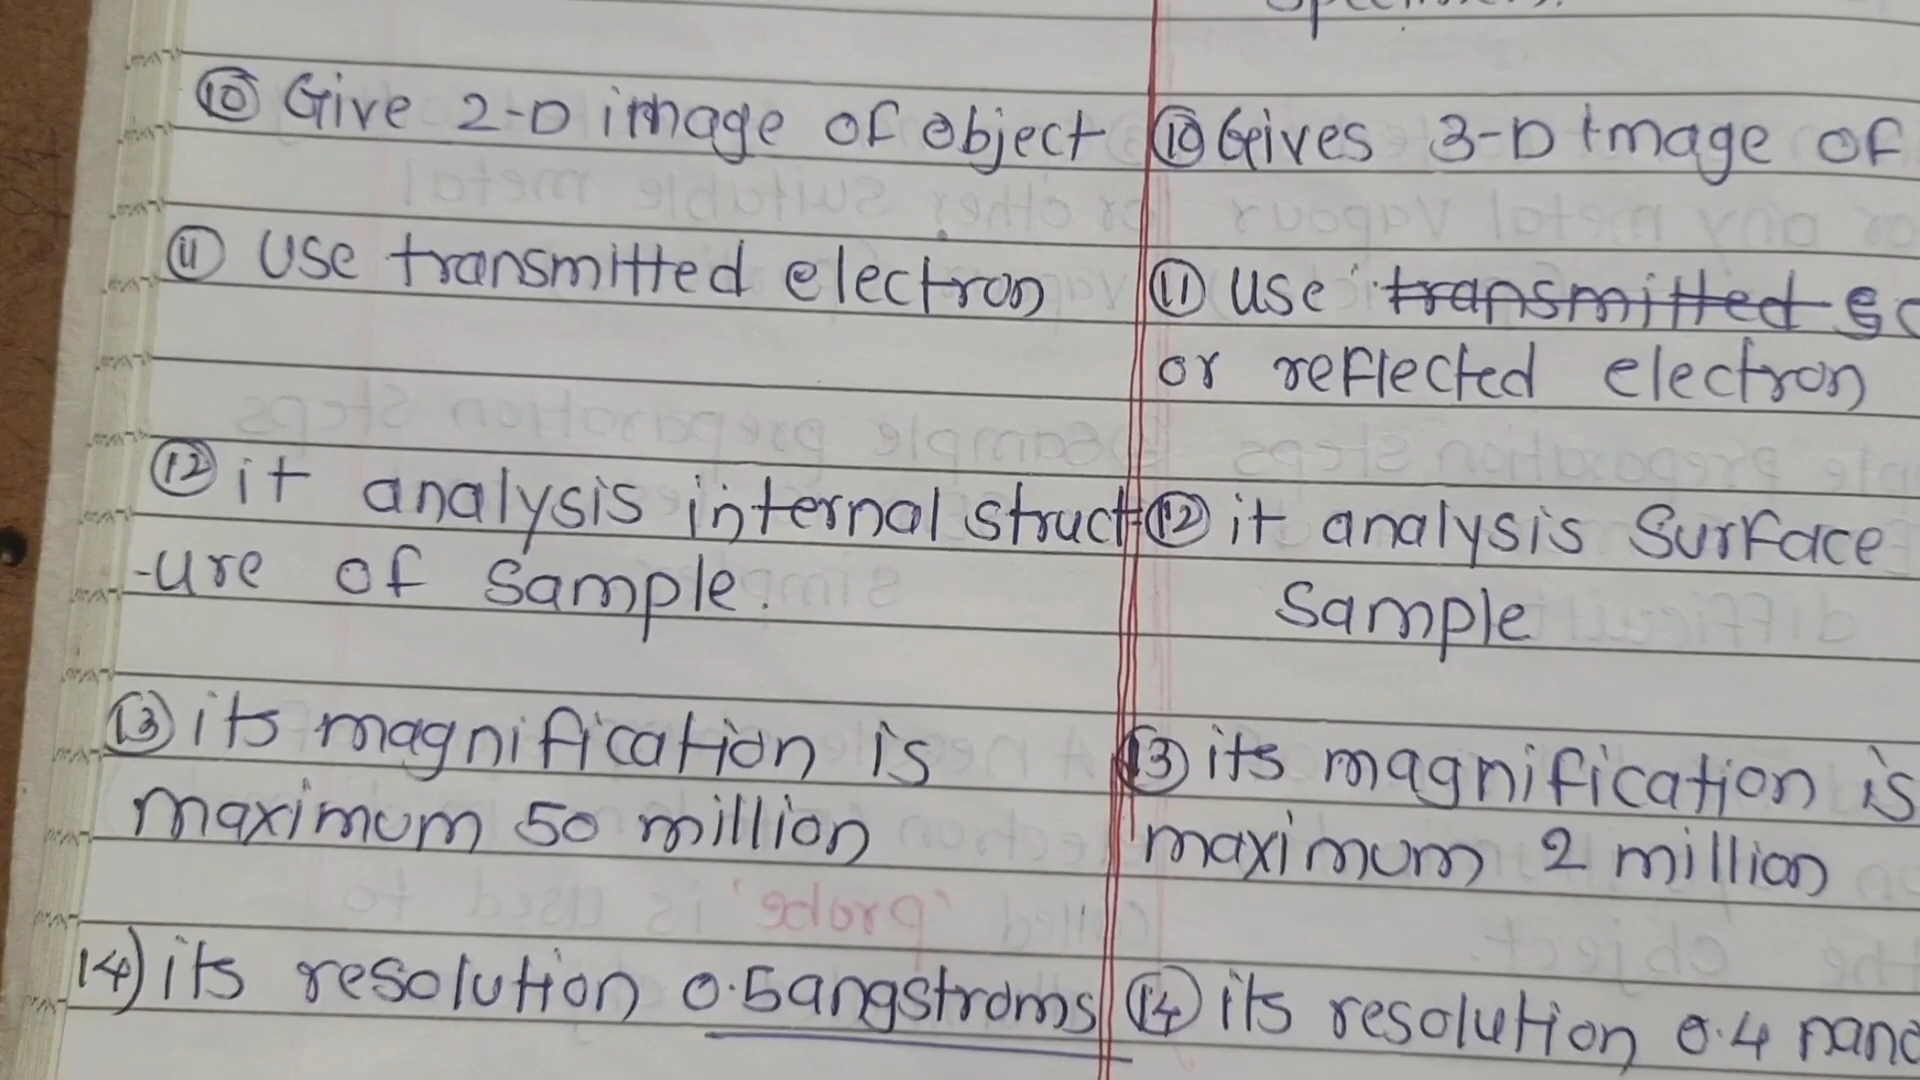 ⑩ Give 2-D image of object
⑪ Use transmitted electron
⑫ it analysis internal struct
-ure of sample.
⑬ its magnification is
maximum 50 million
14) its resolution 0.5 angstroms
⑩ Gives 3-D image of
⑪ use transmitted
or reflected electron
⑫ it analysis Surface
Sample
⑬ its magnification is
maximum 2 million
⑭ its resolution 0.4 nano